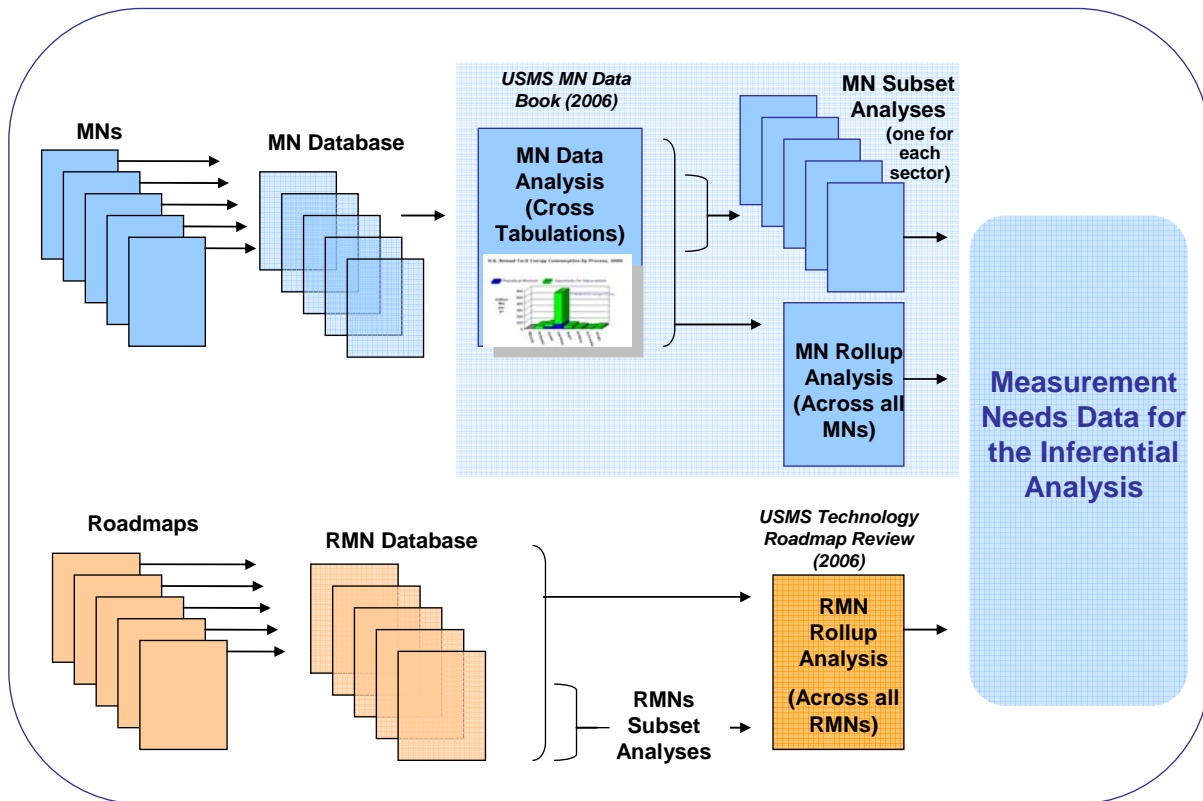 USMS MN Data
Book (2006)
MN Subset
Analyses
(one for
each
sector)
MNs
MN Database
MN Data
Analysis
(Cross
Tabulations)
MN Rollup
Analysis
(Across all
MNs)
Measurement
Needs Data for
the Inferential
Analysis
Roadmaps
RMN Database
USMS Technology
Roadmap Review
(2006)
RMN
Rollup
Analysis
(Across all
RMNs)
RMNs
Subset
Analyses